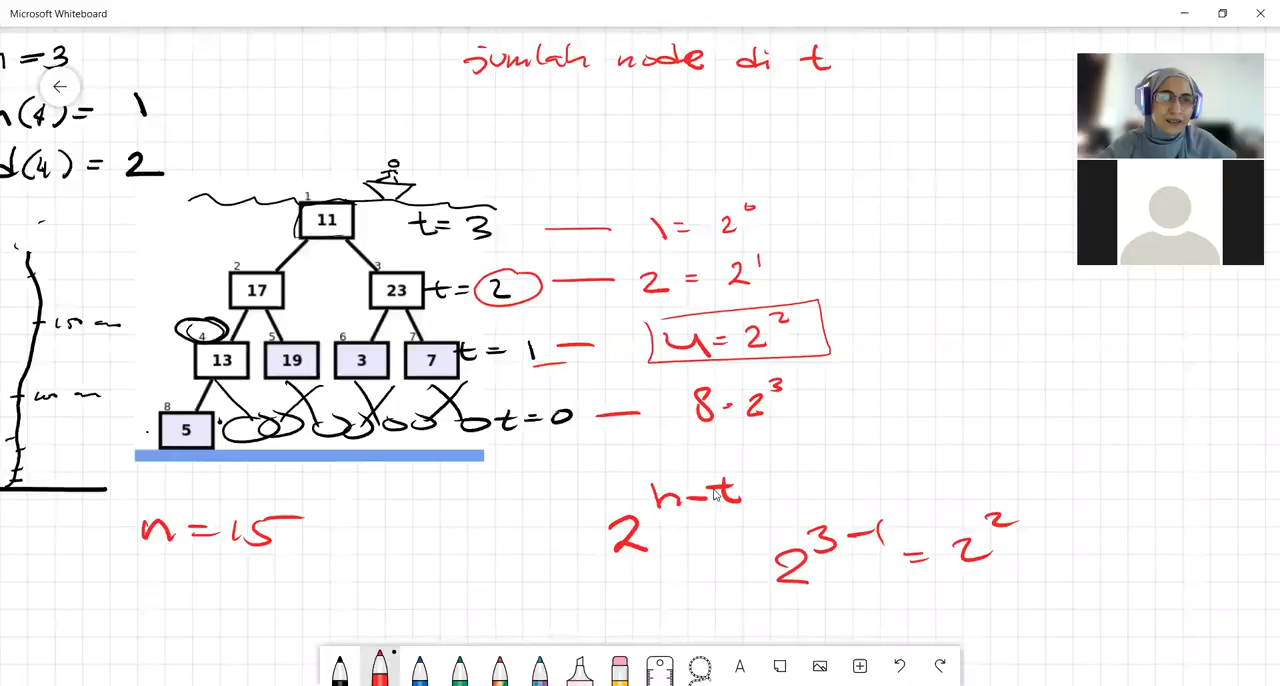 Microsoft Whiteboard
h = 3
jumlah node di t
h(4) = 1
d(4) = 2
1
11
t = 3
1 = 2⁰
2
3
17
23
t = 2
2 = 2¹
4
5
6
7
13
19
3
7
t = 1
4 = 2²
8
5
t = 0
8 = 2³
2ʰ⁻ᵗ
n = 15
2³⁻¹ = 2²
A